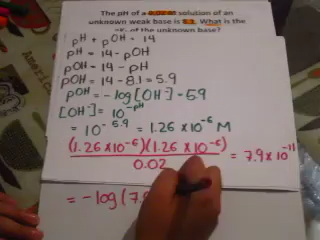 The pH of a 0.02 M solution of an
unknown weak base is 8.1. What is the
of the unknown base?
pH + pOH = 14
pH = 14 - pOH
pOH = 14 - pH
pOH = 14 - 8.1 = 5.9
pOH = -log[OH⁻] = 5.9
[OH⁻] = 10^-pH
= 10^-5.9 = 1.26 x 10^-6 M
(1.26 x 10^-6)(1.26 x 10^-6)
0.02
= 7.9 x 10^-11
= -log(7.9